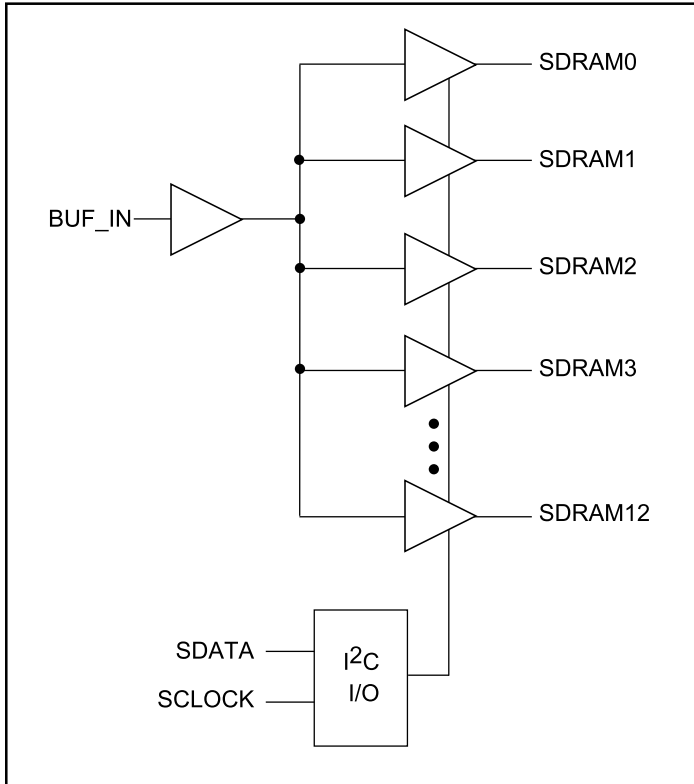 SDRAM0
SDRAM1
BUF_IN
SDRAM2
SDRAM3
SDRAM12
SDATA
I²C
SCLOCK
I/O